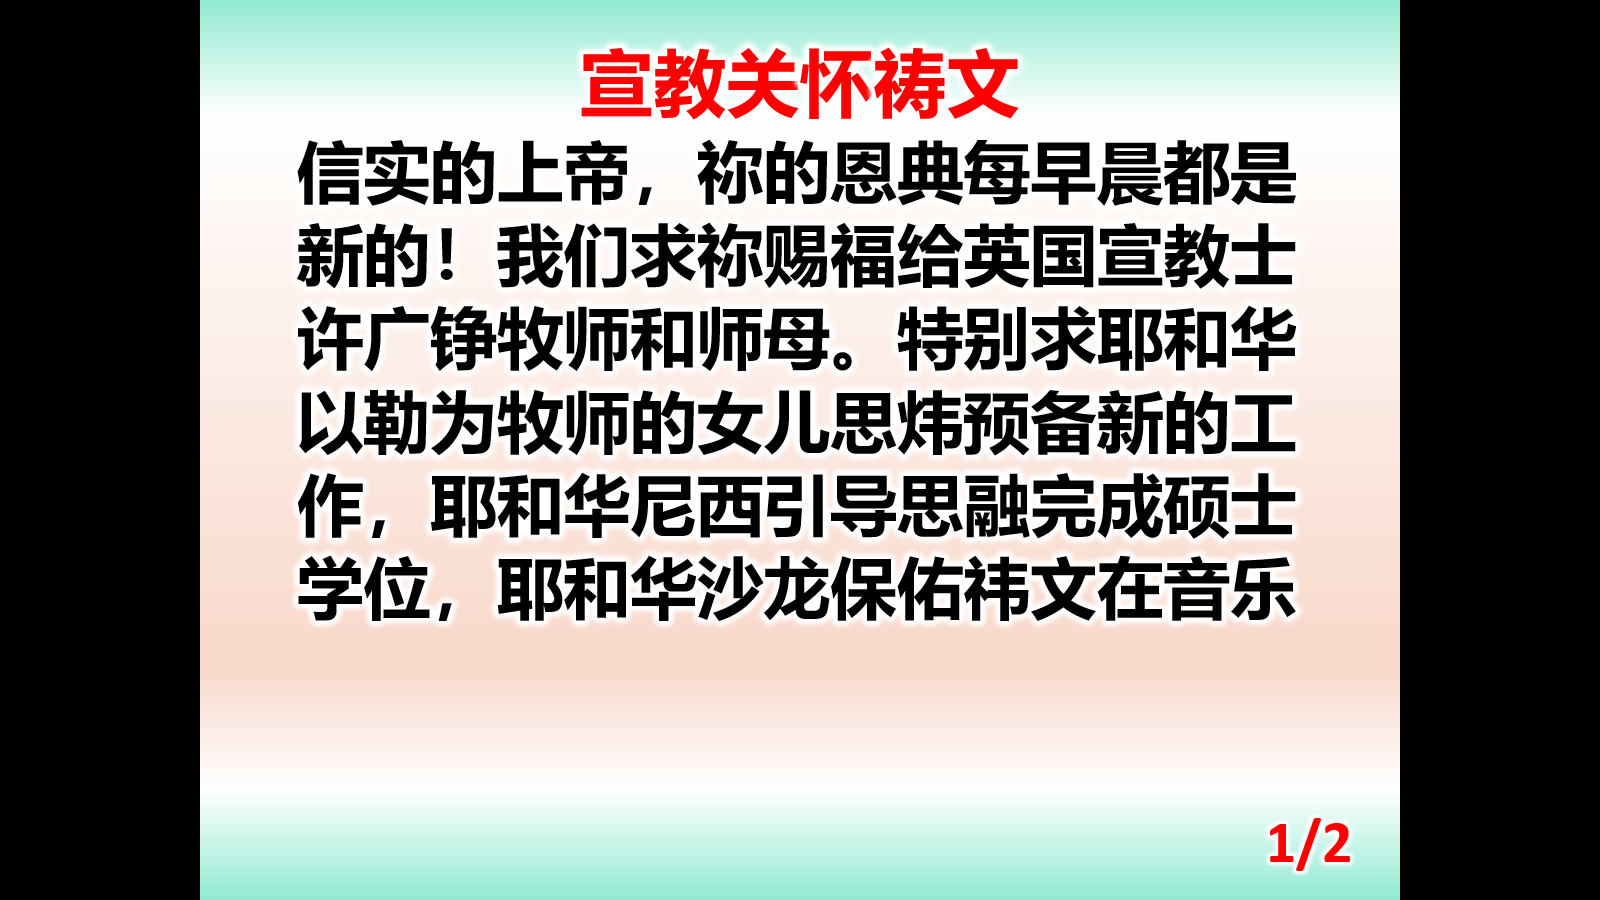 宣教关怀祷文
信实的上帝，祢的恩典每早晨都是
新的！我们求祢赐福给英国宣教士
许广铮牧师和师母。特别求耶和华
以勒为牧师的女儿思炜预备新的工
作，耶和华尼西引导思融完成硕士
学位，耶和华沙龙保佑祎文在音乐
1/2